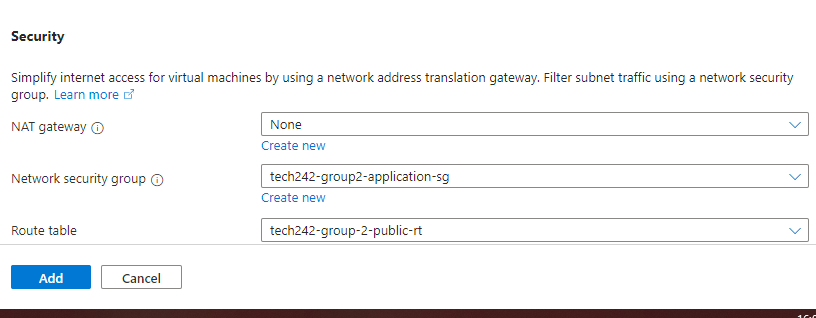 Security
Simplify internet access for virtual machines by using a network address translation gateway. Filter subnet traffic using a network security
group. Learn more
NAT gateway
None
Create new
Network security group
tech242-group2-application-sg
Create new
Route table
tech242-group-2-public-rt
Add
Cancel